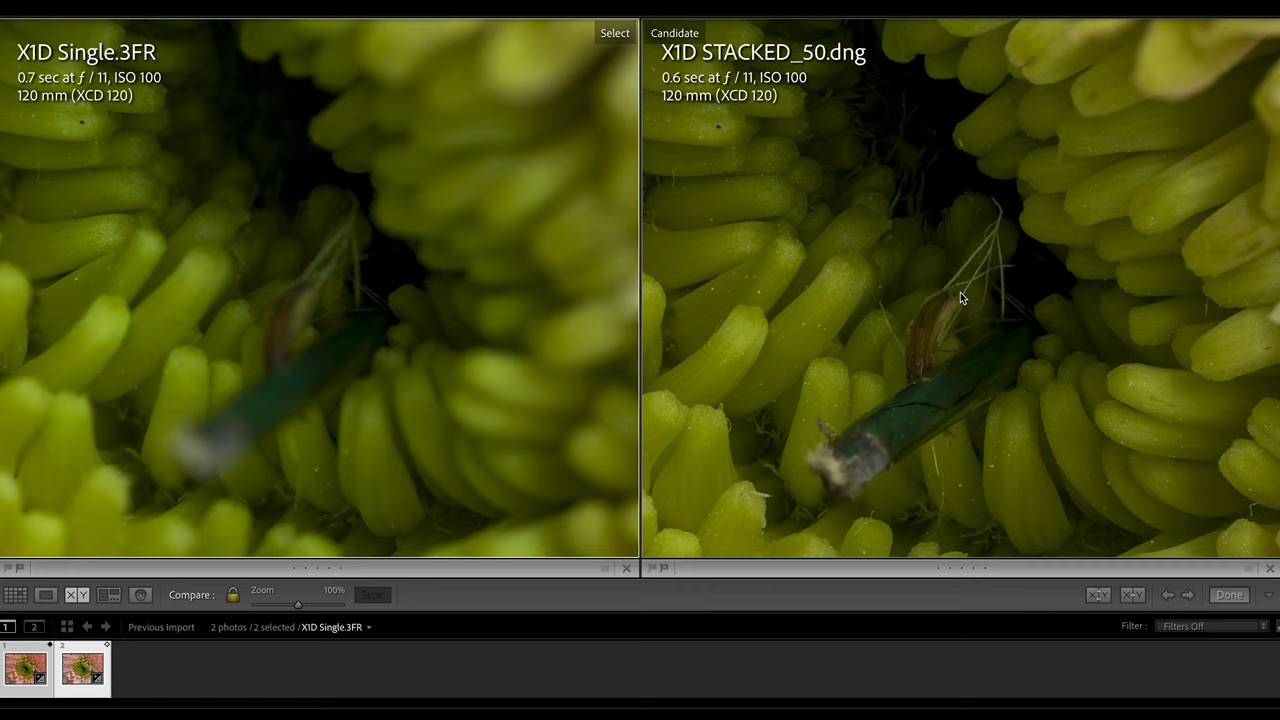 Select
X1D Single.3FR
0.7 sec at ƒ / 11, ISO 100
120 mm (XCD 120)
Candidate
X1D STACKED_50.dng
0.6 sec at ƒ / 11, ISO 100
120 mm (XCD 120)
X Y
Compare :
Zoom
100%
Sync
X Y
X Y
Done
1
2
Previous Import
2 photos / 2 selected / X1D Single.3FR
Filter :
Filters Off
1
2